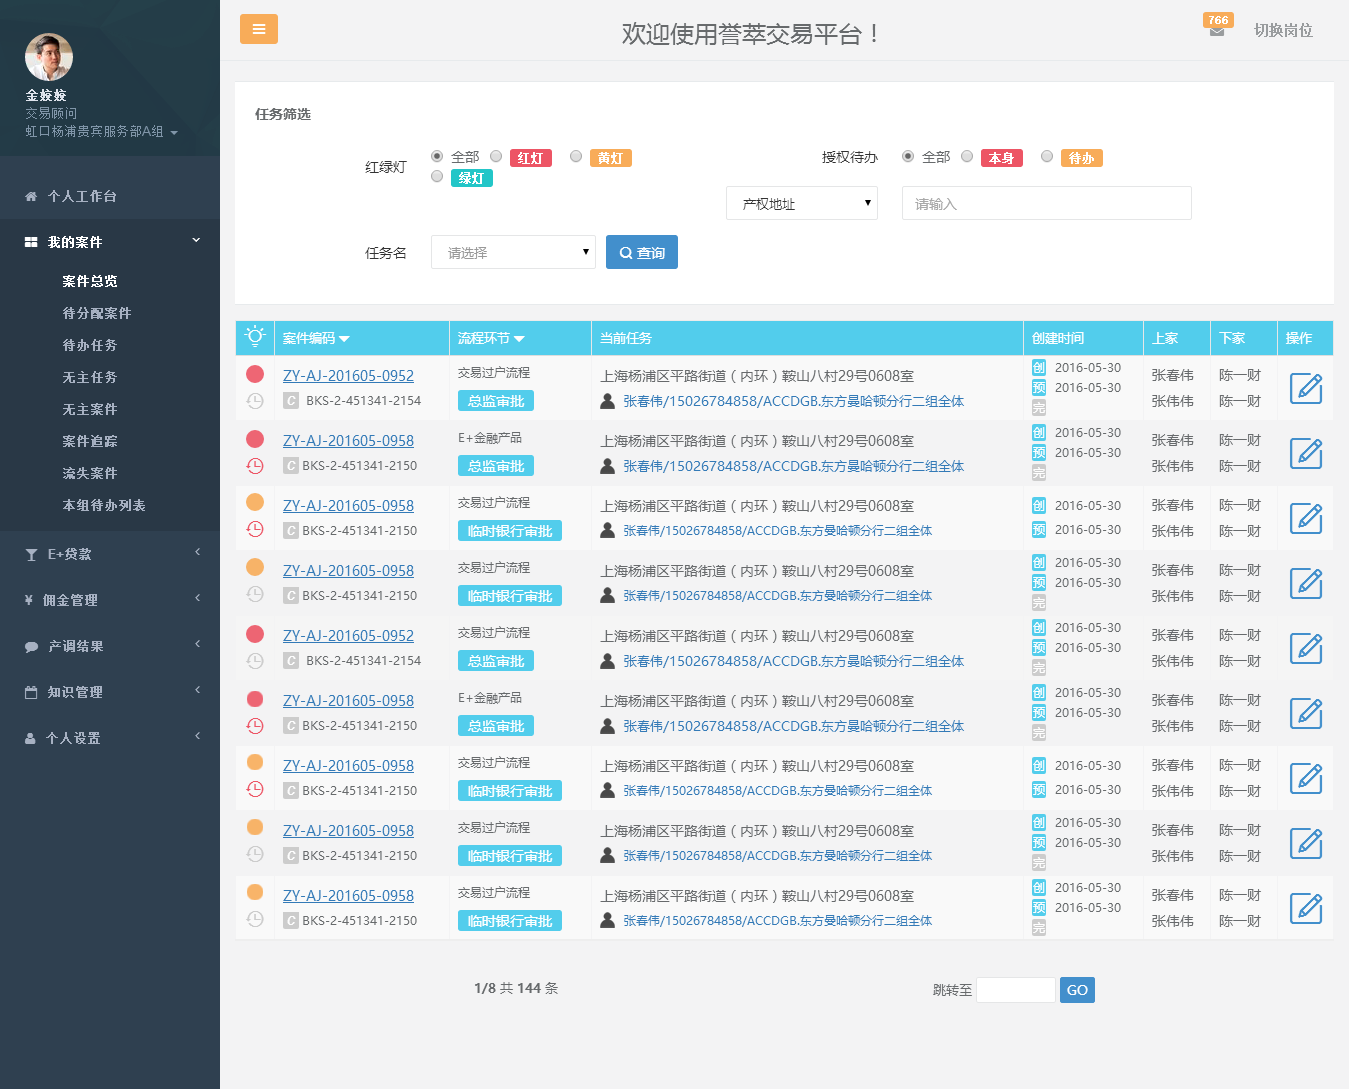 欢迎使用誉萃交易平台！
766
切换岗位
金姣姣
交易顾问
虹口杨浦贵宾服务部A组
个人工作台
我的案件
案件总览
待分配案件
待办任务
无主任务
无主案件
案件追踪
流失案件
本组待办列表
E+贷款
¥ 佣金管理
产调结果
知识管理
个人设置
任务筛选
红绿灯 全部 红灯 黄灯
绿灯
授权待办 全部 本身 待办
产权地址 请输入
任务名 请选择 查询
案件编码 流程环节 当前任务 创建时间 上家 下家 操作
ZY-AJ-201605-0952 交易过户流程 上海杨浦区平路街道（内环）鞍山八村29号0608室 创 2016-05-30 张春伟 陈一财
C BKS-2-451341-2154 总监审批 张春伟/15026784858/ACCDGB.东方曼哈顿分行二组全体 预 2016-05-30 张伟伟 陈一财
完
ZY-AJ-201605-0958 E+金融产品 上海杨浦区平路街道（内环）鞍山八村29号0608室 创 2016-05-30 张春伟 陈一财
C BKS-2-451341-2150 总监审批 张春伟/15026784858/ACCDGB.东方曼哈顿分行二组全体 预 2016-05-30 张伟伟 陈一财
完
ZY-AJ-201605-0958 交易过户流程 上海杨浦区平路街道（内环）鞍山八村29号0608室 创 2016-05-30 张春伟 陈一财
C BKS-2-451341-2150 临时银行审批 张春伟/15026784858/ACCDGB.东方曼哈顿分行二组全体 预 2016-05-30 张伟伟 陈一财
ZY-AJ-201605-0958 交易过户流程 上海杨浦区平路街道（内环）鞍山八村29号0608室 创 2016-05-30 张春伟 陈一财
C BKS-2-451341-2150 临时银行审批 张春伟/15026784858/ACCDGB.东方曼哈顿分行二组全体 预 2016-05-30 张伟伟 陈一财
完
ZY-AJ-201605-0952 交易过户流程 上海杨浦区平路街道（内环）鞍山八村29号0608室 创 2016-05-30 张春伟 陈一财
C BKS-2-451341-2154 总监审批 张春伟/15026784858/ACCDGB.东方曼哈顿分行二组全体 预 2016-05-30 张伟伟 陈一财
完
ZY-AJ-201605-0958 E+金融产品 上海杨浦区平路街道（内环）鞍山八村29号0608室 创 2016-05-30 张春伟 陈一财
C BKS-2-451341-2150 总监审批 张春伟/15026784858/ACCDGB.东方曼哈顿分行二组全体 预 2016-05-30 张伟伟 陈一财
完
ZY-AJ-201605-0958 交易过户流程 上海杨浦区平路街道（内环）鞍山八村29号0608室 创 2016-05-30 张春伟 陈一财
C BKS-2-451341-2150 临时银行审批 张春伟/15026784858/ACCDGB.东方曼哈顿分行二组全体 预 2016-05-30 张伟伟 陈一财
ZY-AJ-201605-0958 交易过户流程 上海杨浦区平路街道（内环）鞍山八村29号0608室 创 2016-05-30 张春伟 陈一财
C BKS-2-451341-2150 临时银行审批 张春伟/15026784858/ACCDGB.东方曼哈顿分行二组全体 预 2016-05-30 张伟伟 陈一财
完
ZY-AJ-201605-0958 交易过户流程 上海杨浦区平路街道（内环）鞍山八村29号0608室 创 2016-05-30 张春伟 陈一财
C BKS-2-451341-2150 临时银行审批 张春伟/15026784858/ACCDGB.东方曼哈顿分行二组全体 预 2016-05-30 张伟伟 陈一财
完
1/8 共 144 条
跳转至 GO